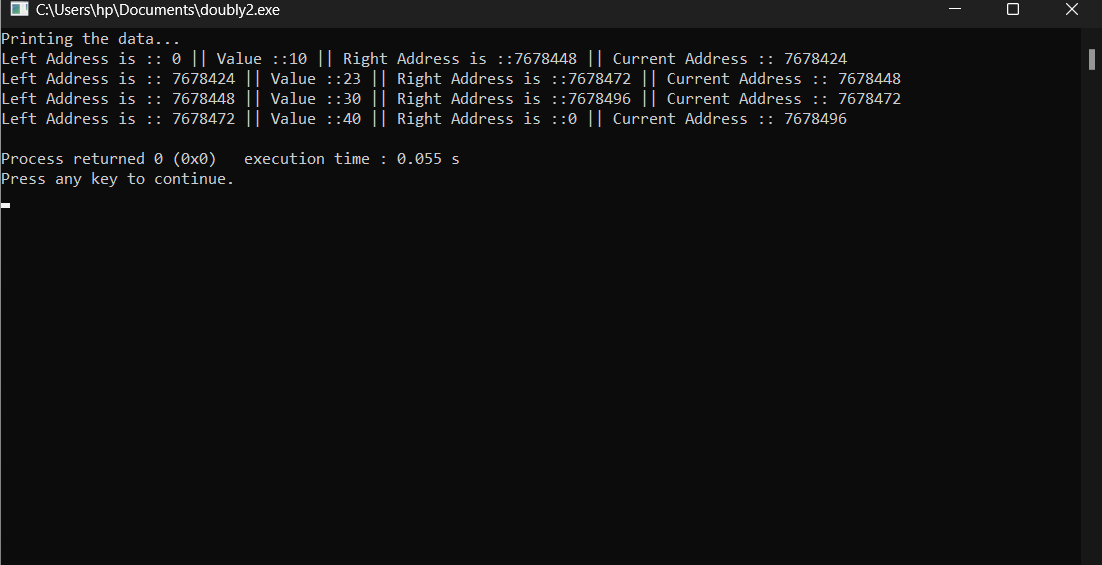 C:\Users\hp\Documents\doubly2.exe
Printing the data...
Left Address is :: 0 || Value ::10 || Right Address is ::7678448 || Current Address :: 7678424
Left Address is :: 7678424 || Value ::23 || Right Address is ::7678472 || Current Address :: 7678448
Left Address is :: 7678448 || Value ::30 || Right Address is ::7678496 || Current Address :: 7678472
Left Address is :: 7678472 || Value ::40 || Right Address is ::0 || Current Address :: 7678496
Process returned 0 (0x0)   execution time : 0.055 s
Press any key to continue.